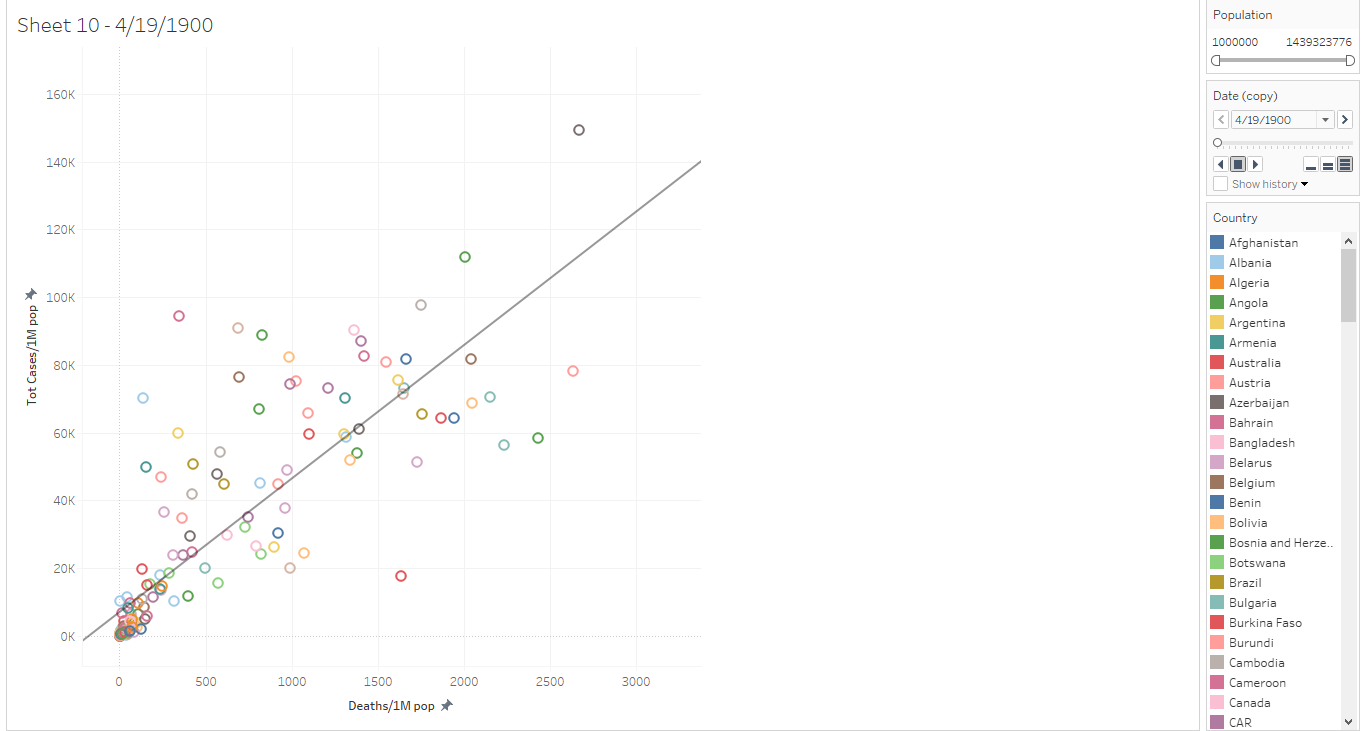 Sheet 10 - 4/19/1900
160K
140K
120K
100K
80K
60K
40K
20K
0K
Tot Cases/1M pop
0 500 1000 1500 2000 2500 3000
Deaths/1M pop
Population
1000000 1439323776
Date (copy)
4/19/1900
Show history
Country
Afghanistan
Albania
Algeria
Angola
Argentina
Armenia
Australia
Austria
Azerbaijan
Bahrain
Bangladesh
Belarus
Belgium
Benin
Bolivia
Bosnia and Herze..
Botswana
Brazil
Bulgaria
Burkina Faso
Burundi
Cambodia
Cameroon
Canada
CAR